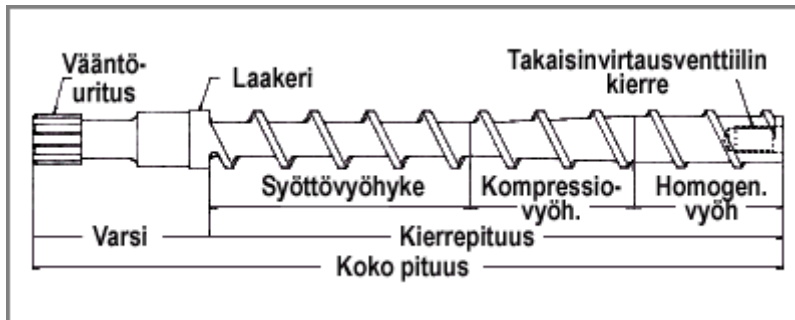 Vääntö-
uritus
Laakeri
Takaisinvirtausventtiilin
kierre
Syöttövyöhyke
Kompressio-
vyöh.
Homogen.
vyöh
Varsi
Kierrepituus
Koko pituus